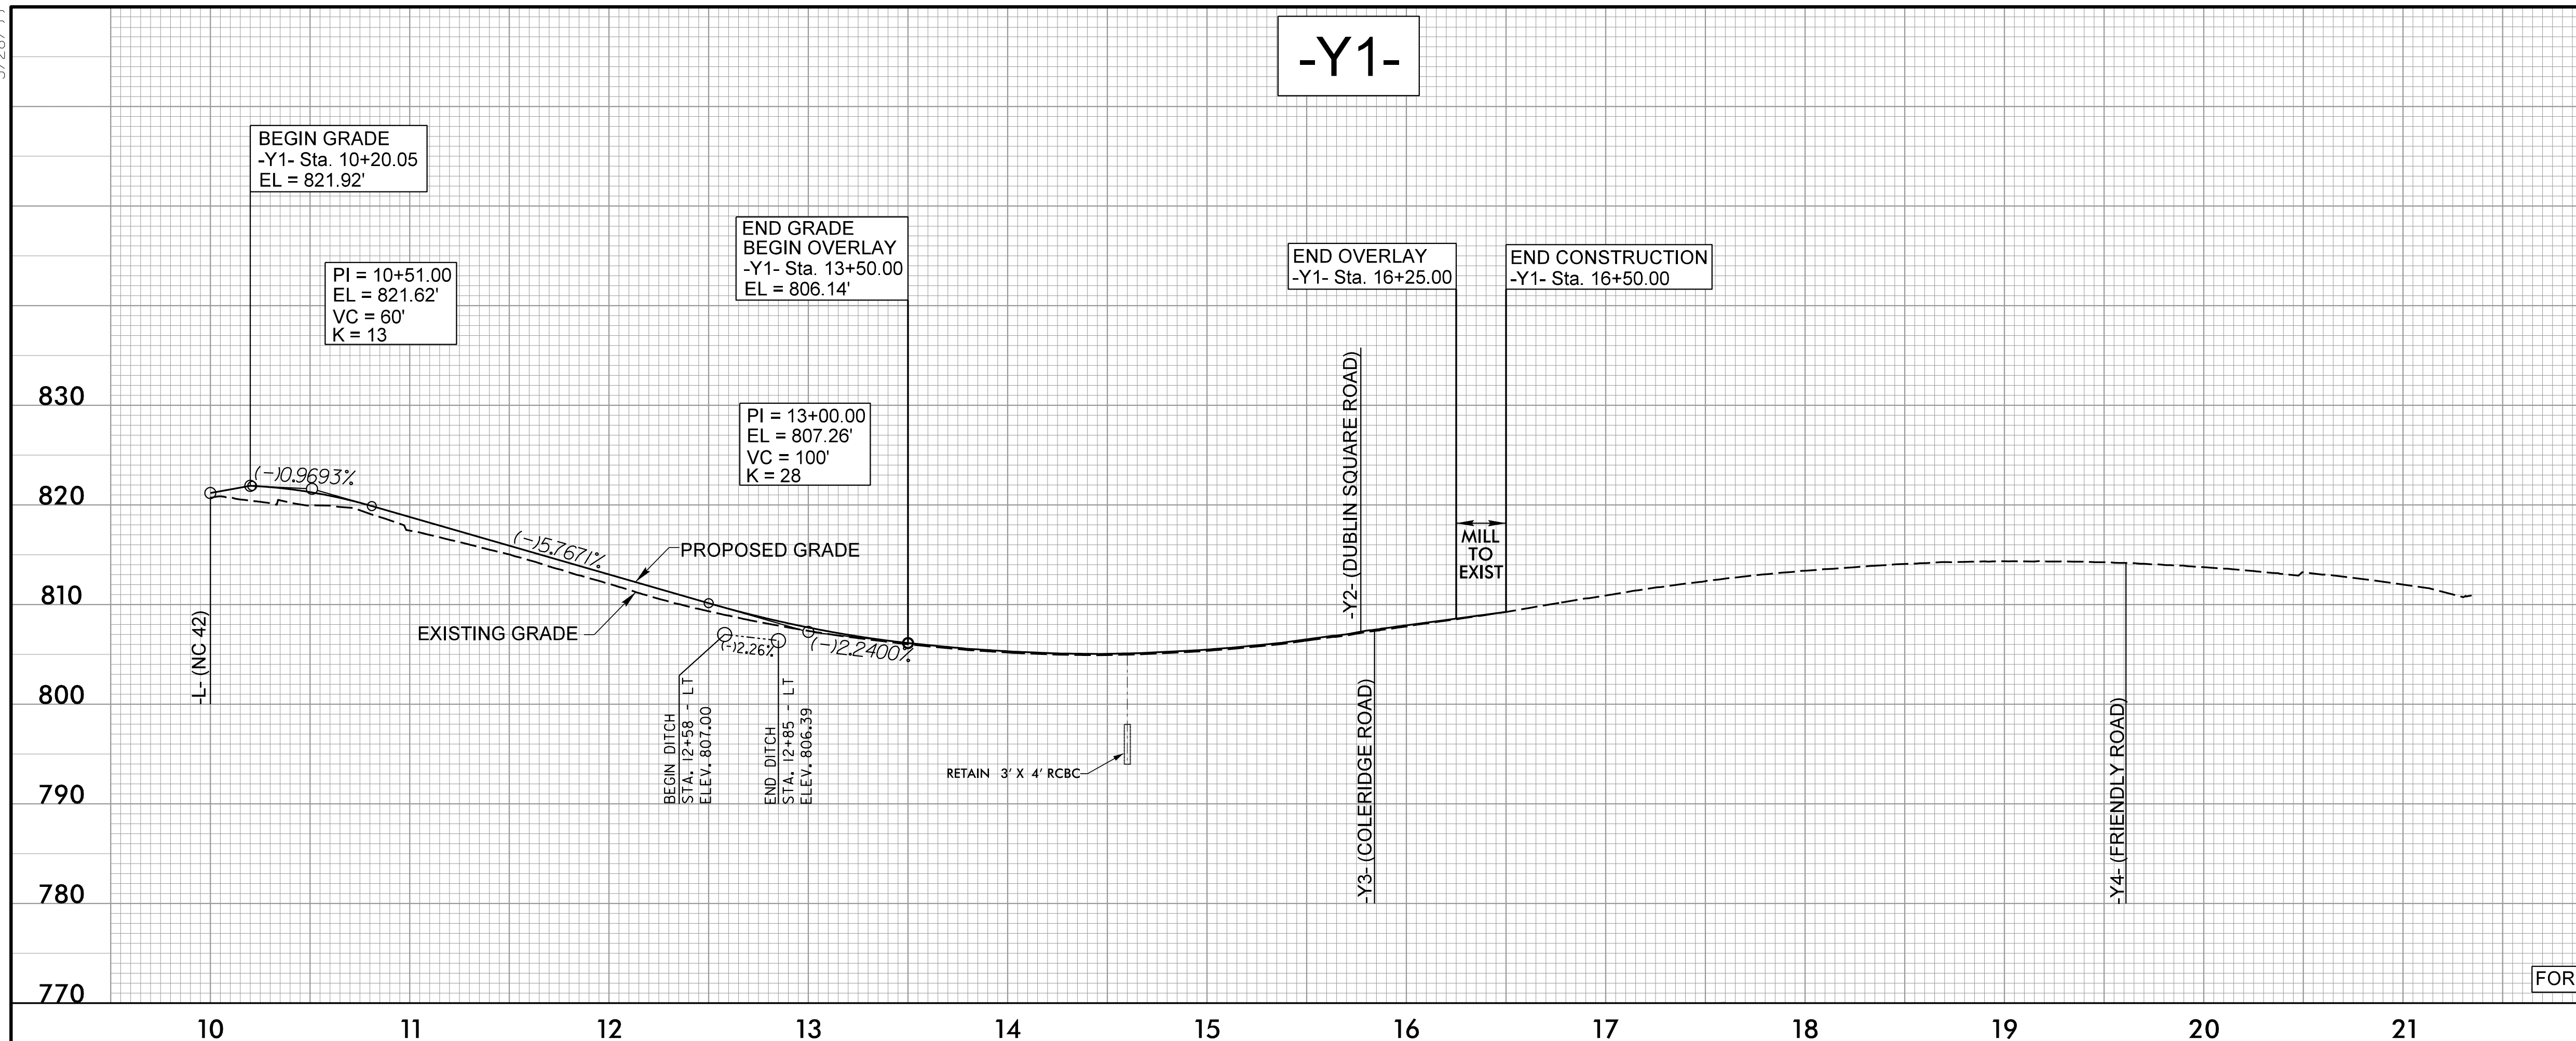 -Y1-
BEGIN GRADE
-Y1- Sta. 10+20.05
EL = 821.92'
PI = 10+51.00
EL = 821.62'
VC = 60'
K = 13
END GRADE
BEGIN OVERLAY
-Y1- Sta. 13+50.00
EL = 806.14'
END OVERLAY
-Y1- Sta. 16+25.00
END CONSTRUCTION
-Y1- Sta. 16+50.00
PI = 13+00.00
EL = 807.26'
VC = 100'
K = 28
(-)0.9693%
(-)5.7671%
PROPOSED GRADE
EXISTING GRADE
(-)2.26%
(-)2.2400%
MILL
TO
EXIST
-L- (NC 42)
BEGIN DITCH
STA. 12+58 - LT
ELEV. 807.00
END DITCH
STA. 12+85 - LT
ELEV. 806.39
RETAIN 3' X 4' RCBC
-Y2- (DUBLIN SQUARE ROAD)
-Y3- (COLERIDGE ROAD)
-Y4- (FRIENDLY ROAD)
830
820
810
800
790
780
770
FOR
10 11 12 13 14 15 16 17 18 19 20 21